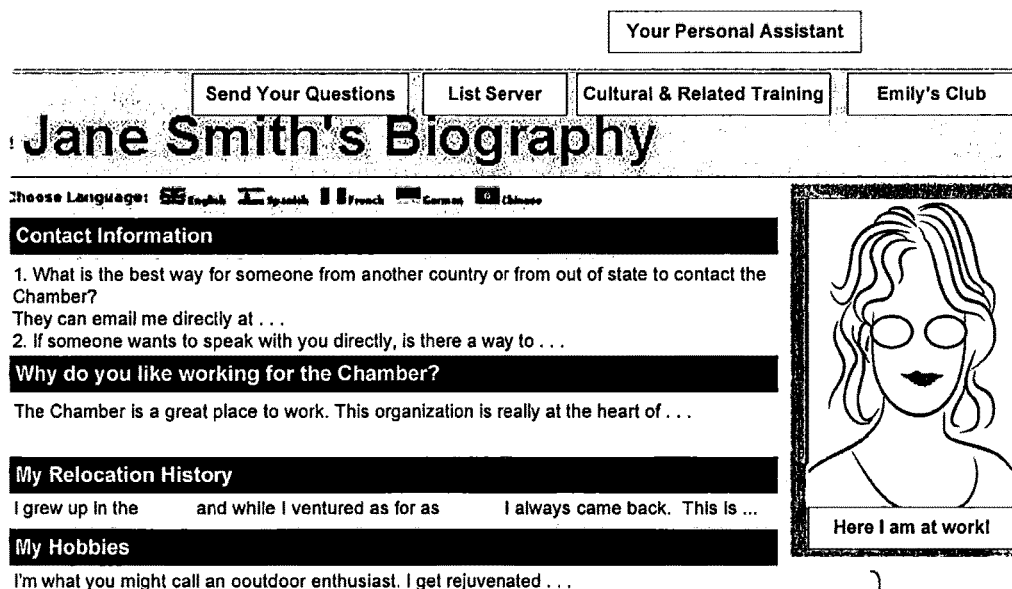 Your Personal Assistant
Send Your Questions
List Server
Cultural & Related Training
Emily's Club
Jane Smith's Biography
Choose Language: English Spanish French German Chinese
Contact Information
1. What is the best way for someone from another country or from out of state to contact the
Chamber?
They can email me directly at . . .
2. If someone wants to speak with you directly, is there a way to . . .
Why do you like working for the Chamber?
The Chamber is a great place to work. This organization is really at the heart of . . .
My Relocation History
I grew up in the and while I ventured as for as I always came back. This is ...
My Hobbies
I'm what you might call an ooutdoor enthusiast. I get rejuvenated . . .
Here I am at work!